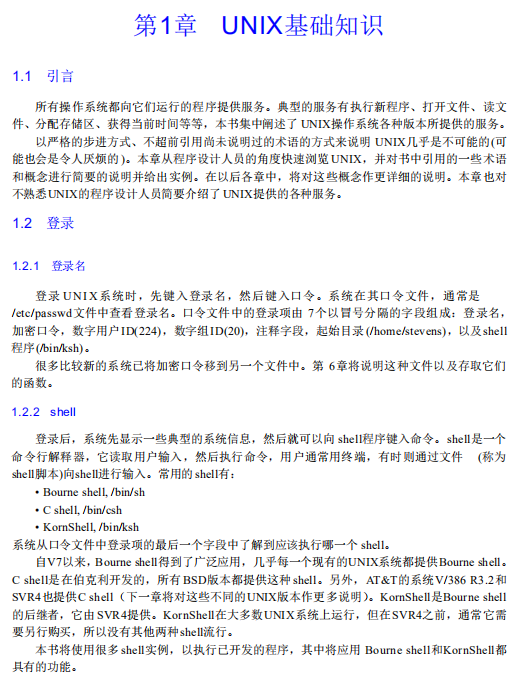 第1章 UNIX基础知识
1.1 引言
所有操作系统都向它们运行的程序提供服务。典型的服务有执行新程序、打开文件、读文
件、分配存储区、获得当前时间等等，本书集中阐述了 UNIX操作系统各种版本所提供的服务。
以严格的步进方式、不超前引用尚未说明过的术语的方式来说明 UNIX几乎是不可能的(可
能也会是令人厌烦的)。本章从程序设计人员的角度快速浏览UNIX，并对书中引用的一些术语
和概念进行简要的说明并给出实例。在以后各章中，将对这些概念作更详细的说明。本章也对
不熟悉UNIX的程序设计人员简要介绍了UNIX提供的各种服务。
1.2 登录
1.2.1 登录名
登录UNIX系统时，先键入登录名，然后键入口令。系统在其口令文件，通常是
/etc/passwd文件中查看登录名。口令文件中的登录项由 7个以冒号分隔的字段组成：登录名，
加密口令，数字用户ID(224)，数字组ID(20)，注释字段，起始目录(/home/stevens)，以及shell
程序(/bin/ksh)。
很多比较新的系统已将加密口令移到另一个文件中。第 6章将说明这种文件以及存取它们
的函数。
1.2.2 shell
登录后，系统先显示一些典型的系统信息，然后就可以向 shell程序键入命令。shell是一个
命令行解释器，它读取用户输入，然后执行命令，用户通常用终端，有时则通过文件 (称为
shell脚本)向shell进行输入。常用的 shell有：
• Bourne shell, /bin/sh
• C shell, /bin/csh
• KornShell, /bin/ksh
系统从口令文件中登录项的最后一个字段中了解到应该执行哪一个 shell。
自V7以来，Bourne shell得到了广泛应用，几乎每一个现有的UNIX系统都提供Bourne shell。
C shell是在伯克利开发的，所有 BSD版本都提供这种 shell。另外，AT&T的系统V/386 R3.2和
SVR4也提供C shell（下一章将对这些不同的UNIX版本作更多说明）。KornShell是Bourne shell
的后继者，它由 SVR4提供。KornShell在大多数UNIX系统上运行，但在SVR4之前，通常它需
要另行购买，所以没有其他两种shell流行。
本书将使用很多shell实例，以执行已开发的程序，其中将应用 Bourne shell和KornShell都
具有的功能。